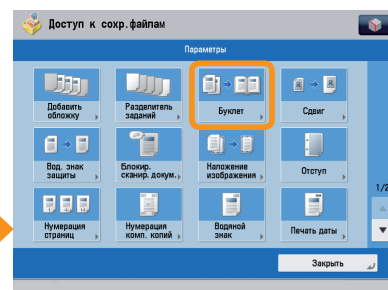 Доступ к сохр.файлам
Параметры
Добавить
обложку
Разделитель
заданий
Буклет
Сдвиг
Вод. знак
защиты
Блокир.
сканир. докум.
Наложение
изображения
Отступ
1/2
Нумерация
страниц
Нумерация
комп. копий
Водяной
знак
Печать даты
Закрыть